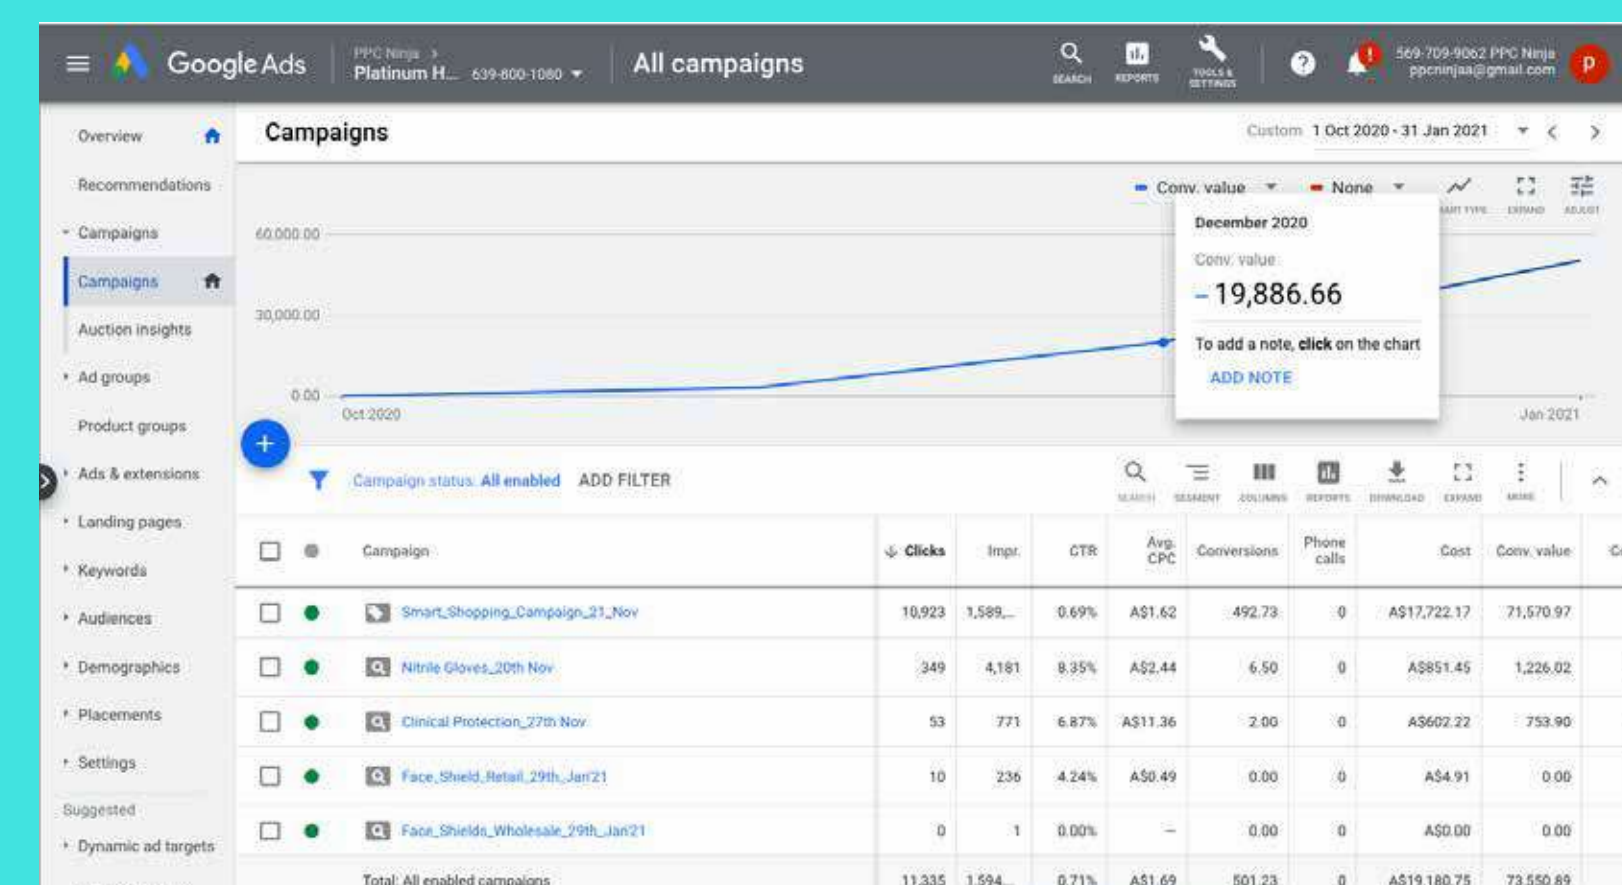 Google Ads
PPC Ninja >
Platinum H... 639-800-1080
All campaigns
SEARCH
REPORTS
TOOLS &
SETTINGS
569-709-9062 PPC Ninja
ppcninjaa@gmail.com
p
Overview
Recommendations
Campaigns
Campaigns
Auction insights
Ad groups
Product groups
Ads & extensions
Landing pages
Keywords
Audiences
Demographics
Placements
Settings
Suggested
Dynamic ad targets
Campaigns
Custom 1 Oct 2020 - 31 Jan 2021
Conv. value
None
EXPAND
ADJUST
60,000.00
30,000.00
0.00
Oct 2020
Jan 2021
December 2020
Conv. value
19,886.66
To add a note, click on the chart
ADD NOTE
Campaign status: All enabled ADD FILTER
SEARCH SEGMENT COLUMNS REPORTS DOWNLOAD EXPAND MORE
Campaign Clicks Impr. CTR Avg. CPC Conversions Phone calls Cost Conv. value
Smart_Shopping_Campaign_21_Nov 10,923 1,589,... 0.69% A$1.62 492.73 0 A$17,722.17 71,570.97
Nitrile Gloves_20th Nov 349 4,181 8.35% A$2.44 6.50 0 A$851.45 1,226.02
Clinical Protection_27th Nov 53 771 6.87% A$11.36 2.00 0 A$602.22 753.90
Face_Shield_Retail_29th_Jan'21 10 236 4.24% A$0.49 0.00 0 A$4.91 0.00
Face_Shields_Wholesale_29th_Jan'21 0 1 0.00% – 0.00 0 A$0.00 0.00
Total: All enabled campaigns 11,335 1,594... 0.71% A$1.69 501.23 0 A$19,180.75 73,550.89